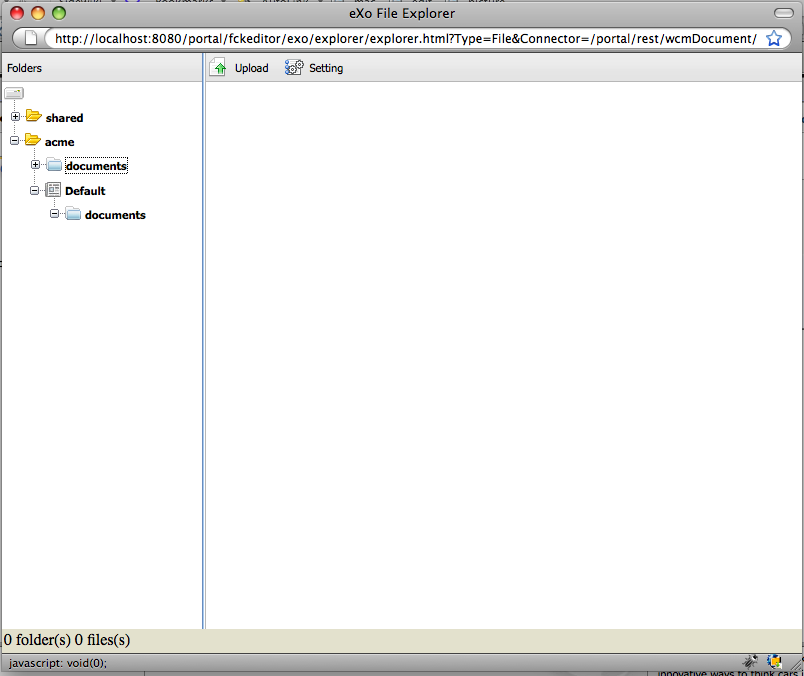 eXo File Explorer
http://localhost:8080/portal/fckeditor/exo/explorer/explorer.html?Type=File&Connector=/portal/rest/wcmDocument/
Folders
Upload Setting
shared
acme
documents
Default
documents
0 folder(s) 0 files(s)
javascript: void(0);
innovative ways to think cars